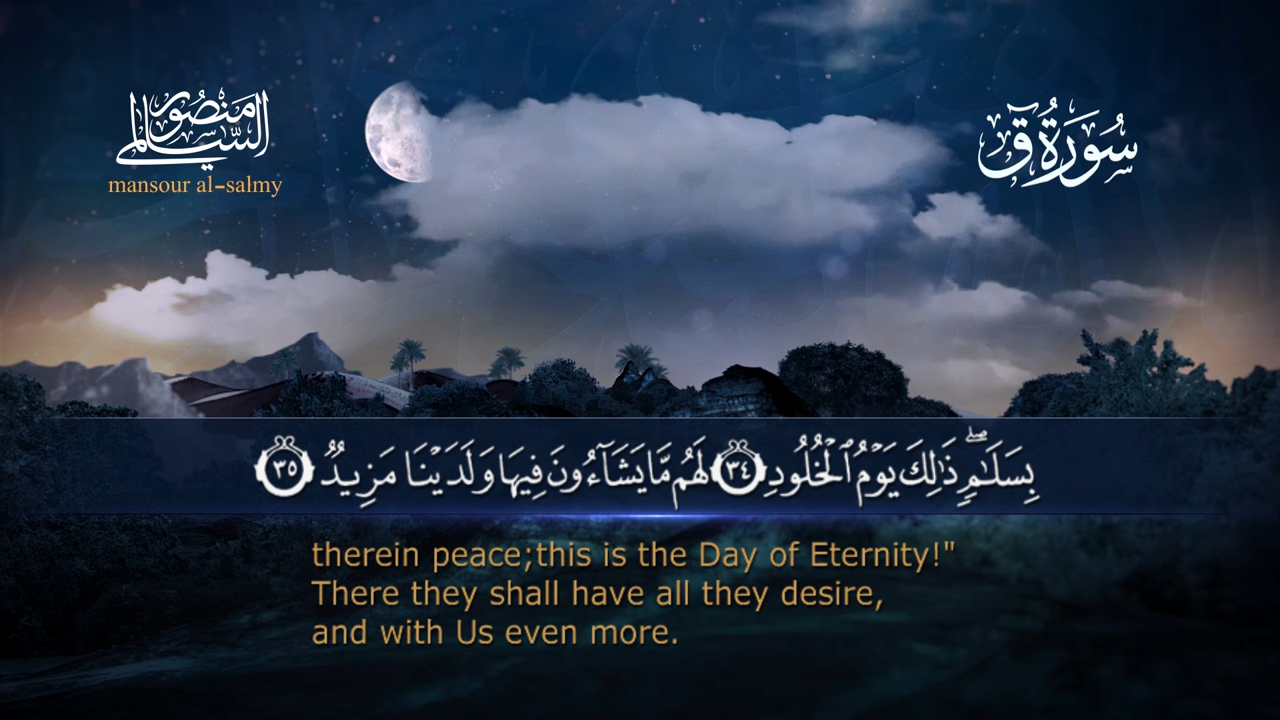 منصور السالمي
mansour al-salmy
سُورَةُ ق
بِسَلَٰمٍۖ ذَٰلِكَ يَوْمُ ٱلْخُلُودِ ٣٤ لَهُم مَّا يَشَآءُونَ فِيهَا وَلَدَيْنَا مَزِيدٌ ٣٥
therein peace;this is the Day of Eternity!"
There they shall have all they desire,
and with Us even more.